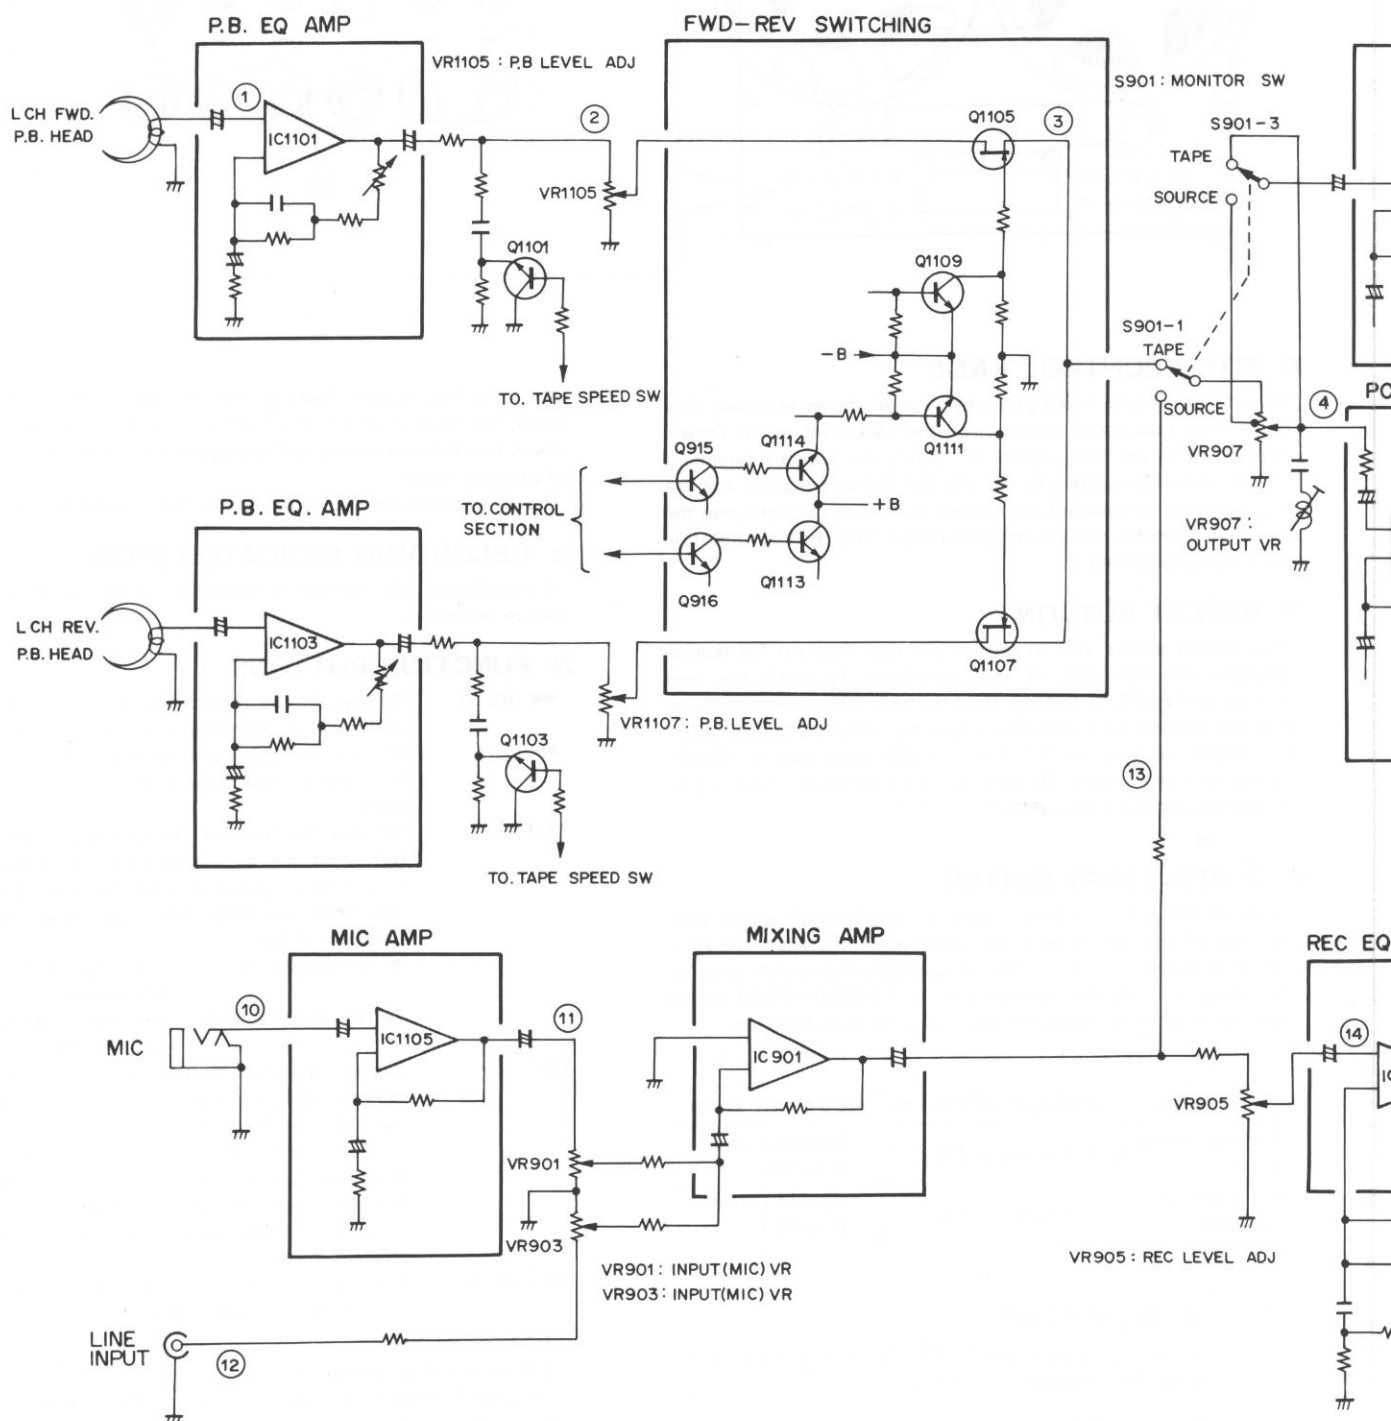 P.B. EQ AMP
FWD-REV SWITCHING
VR1105 : P.B LEVEL ADJ
S901 : MONITOR SW
L CH FWD.
P.B. HEAD
1
IC1101
2
VR1105
Q1105
3
S901-3
TAPE
SOURCE
Q1101
Q1109
-B
S901-1
TAPE
SOURCE
TO. TAPE SPEED SW
Q1111
Q915
Q1114
4
VR907
PO
P.B. EQ. AMP
TO. CONTROL
SECTION
+B
VR907 :
OUTPUT VR
Q916
Q1113
L CH REV.
P.B. HEAD
IC1103
Q1107
VR1107 : P.B. LEVEL ADJ
Q1103
13
TO. TAPE SPEED SW
MIC AMP
MIXING AMP
REC EQ
10
11
14
MIC
IC1105
IC901
IC
VR905
VR901
VR903
VR901 : INPUT (MIC) VR
VR903 : INPUT (MIC) VR
VR905 : REC LEVEL ADJ
LINE
INPUT
12